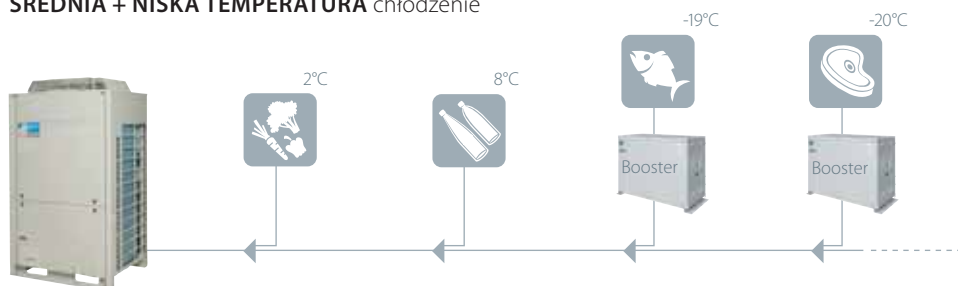 ŚREDNIA + NISKA TEMPERATURA chłodzenie
-19°C
-20°C
2°C
8°C
Booster
Booster